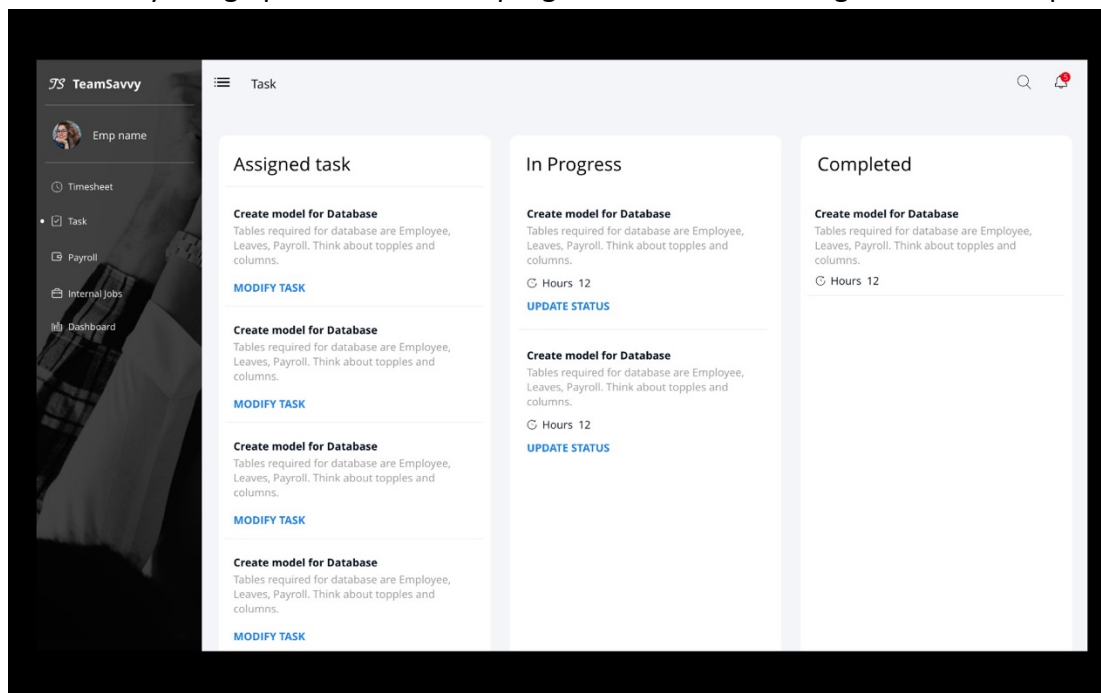 TS TeamSavvy
Emp name
Timesheet
Task
Payroll
Internal Jobs
Dashboard
Task
5
Assigned task
Create model for Database
Tables required for database are Employee,
Leaves, Payroll. Think about topples and
columns.
MODIFY TASK
Create model for Database
Tables required for database are Employee,
Leaves, Payroll. Think about topples and
columns.
MODIFY TASK
Create model for Database
Tables required for database are Employee,
Leaves, Payroll. Think about topples and
columns.
MODIFY TASK
Create model for Database
Tables required for database are Employee,
Leaves, Payroll. Think about topples and
columns.
MODIFY TASK
In Progress
Create model for Database
Tables required for database are Employee,
Leaves, Payroll. Think about topples and
columns.
Hours 12
UPDATE STATUS
Create model for Database
Tables required for database are Employee,
Leaves, Payroll. Think about topples and
columns.
Hours 12
UPDATE STATUS
Completed
Create model for Database
Tables required for database are Employee,
Leaves, Payroll. Think about topples and
columns.
Hours 12